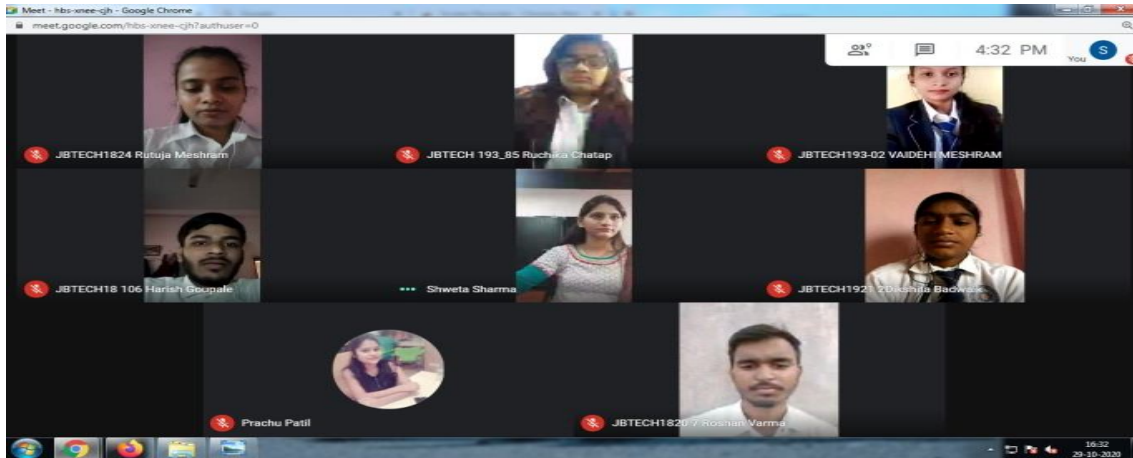 Meet - hbs-xnee-cjh - Google Chrome
meet.google.com/hbs-xnee-cjh?authuser=0
4:32 PM
You
S
JBTECH1824 Rutuja Meshram
JBTECH 193_85 Ruchika Chatap
JBTECH193-02 VAIDEHI MESHRAM
JBTECH18 106 Harish Goupale
Shweta Sharma
JBTECH1921
Prachu Patil
JBTECH1820 7 Roshan Varma
16:32
29-10-2020